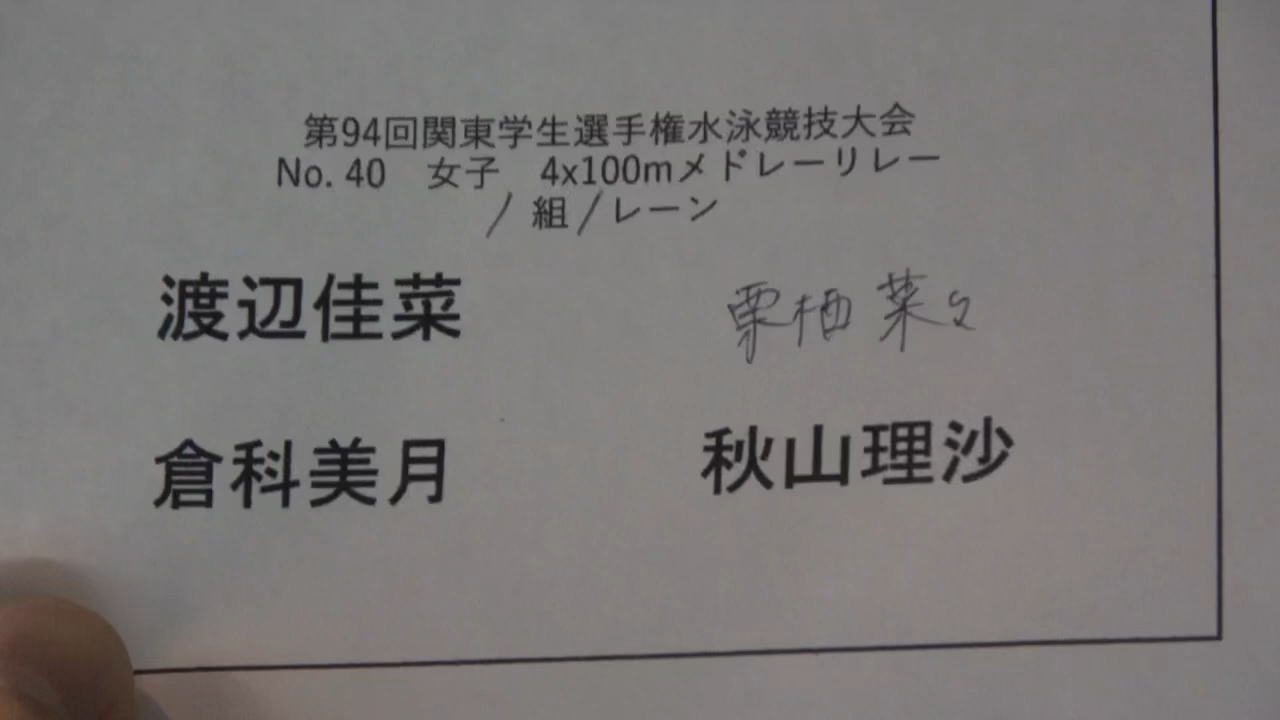 第94回関東学生選手権水泳競技大会
No. 40　女子　4x100mメドレーリレー
/ 組 / レーン
渡辺佳菜　栗栖 菜々
倉科美月　秋山理沙